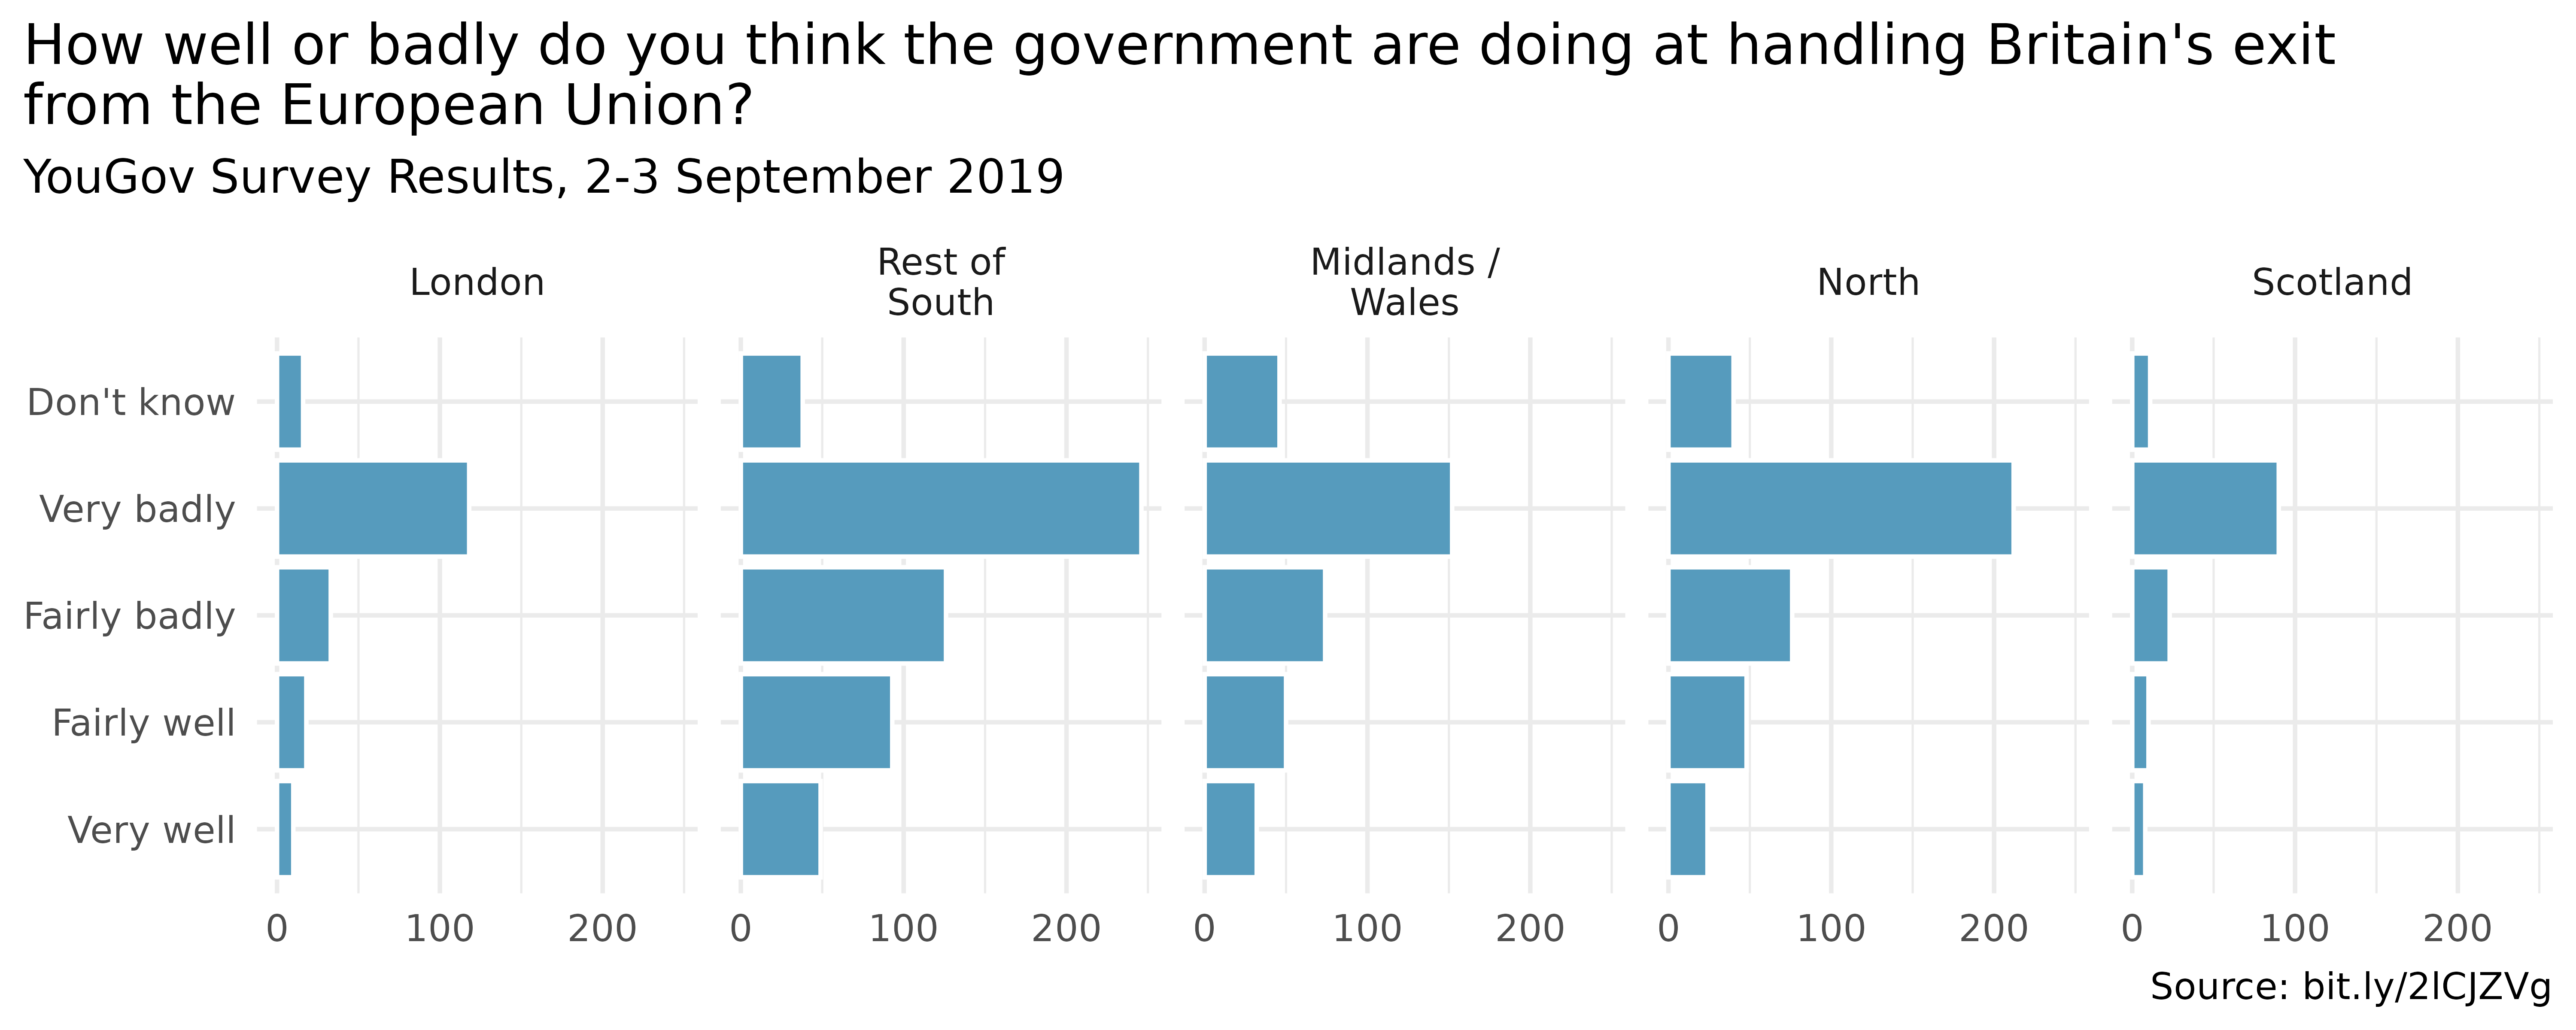 How well or badly do you think the government are doing at handling Britain's exit
from the European Union?
YouGov Survey Results, 2-3 September 2019
London
Rest of
South
Midlands /
Wales
North
Scotland
Don't know
Very badly
Fairly badly
Fairly well
Very well
0 100 200 0 100 200 0 100 200 0 100 200 0 100 200
Source: bit.ly/2lCJZVg